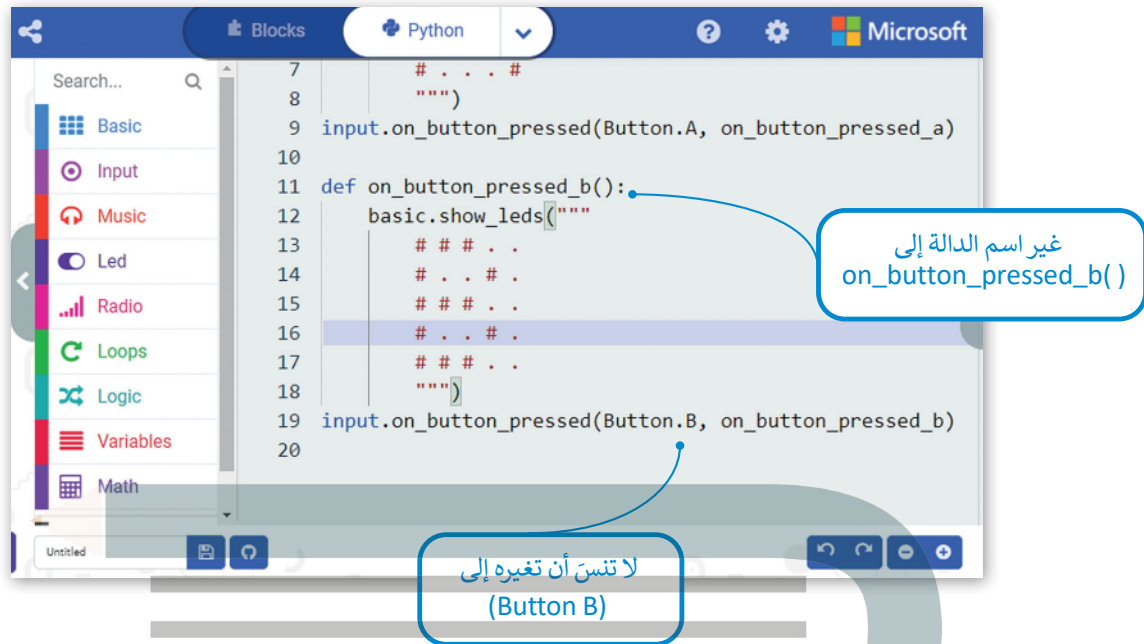 Blocks
Python
Microsoft
Search...
Basic
Input
Music
Led
Radio
Loops
Logic
Variables
Math
7 # . . . #
8 """)
9 input.on_button_pressed(Button.A, on_button_pressed_a)
10
11 def on_button_pressed_b():
12 basic.show_leds("""
13 # # # . .
14 # . . # .
15 # # # . .
16 # . . # .
17 # # # . .
18 """)
19 input.on_button_pressed(Button.B, on_button_pressed_b)
20
غير اسم الدالة إلى
on_button_pressed_b( )
لا تنسَ أن تغيره إلى
(Button B)
Untitled